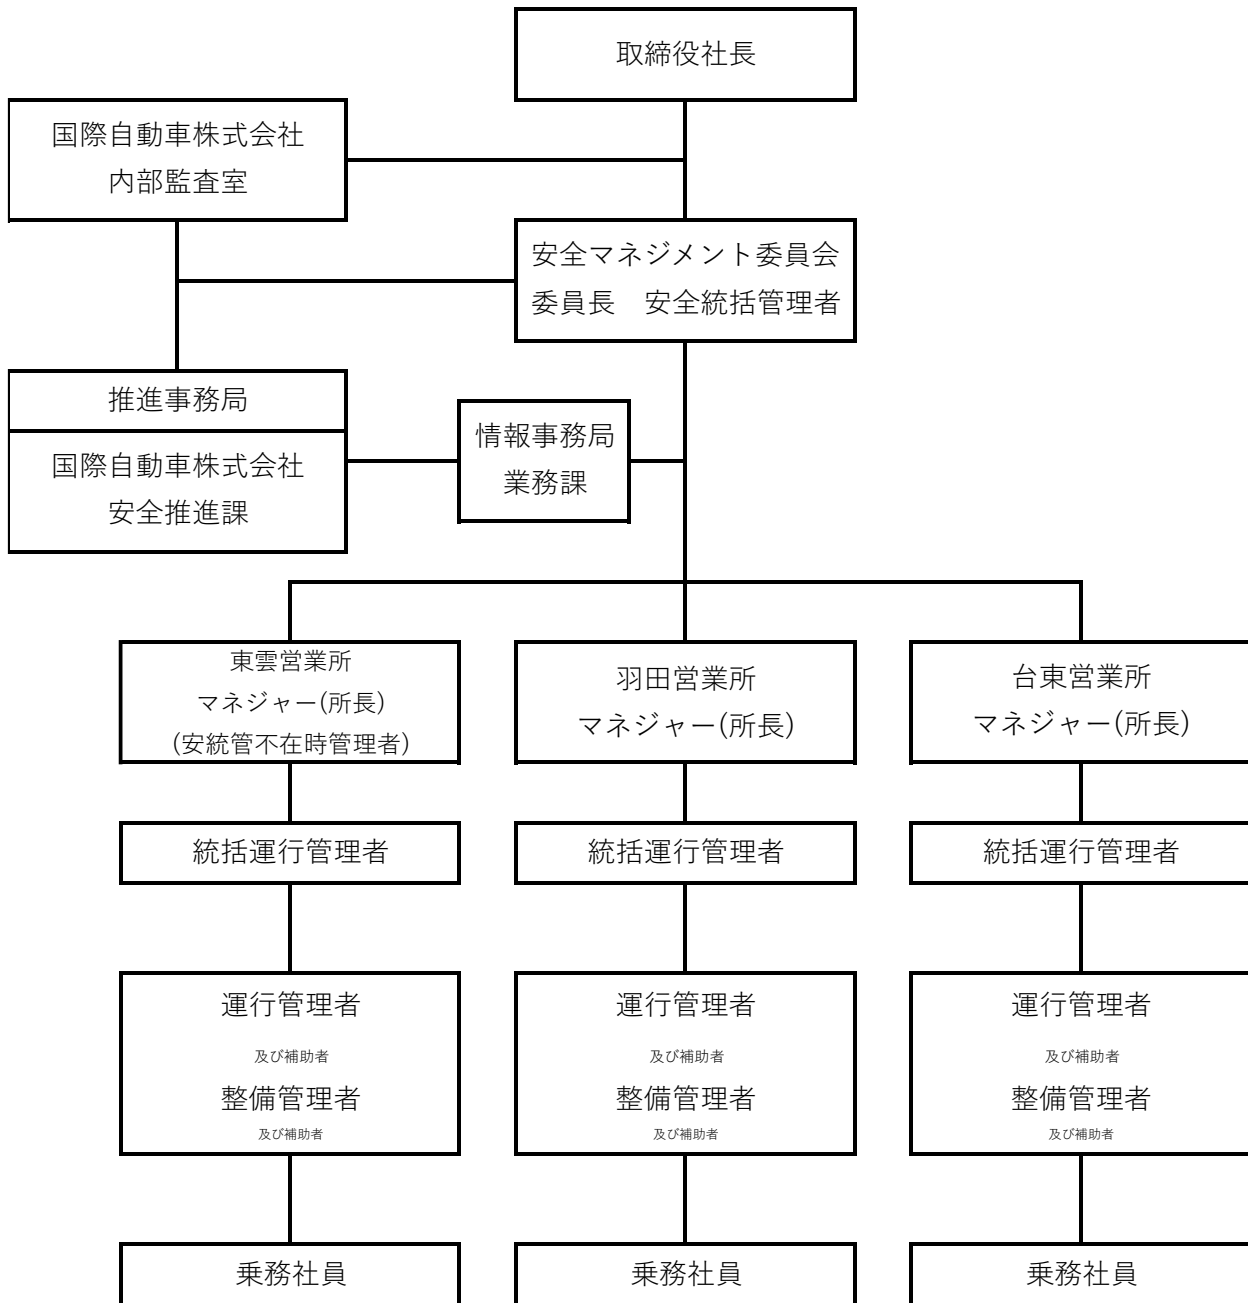 取締役社長
国際自動車株式会社
内部監査室
安全マネジメント委員会
委員長　安全統括管理者
推進事務局
国際自動車株式会社
安全推進課
情報事務局
業務課
東雲営業所
マネジャー(所長)
(安統管不在時管理者)
羽田営業所
マネジャー(所長)
台東営業所
マネジャー(所長)
統括運行管理者
統括運行管理者
統括運行管理者
運行管理者
及び補助者
整備管理者
及び補助者
運行管理者
及び補助者
整備管理者
及び補助者
運行管理者
及び補助者
整備管理者
及び補助者
乗務社員
乗務社員
乗務社員